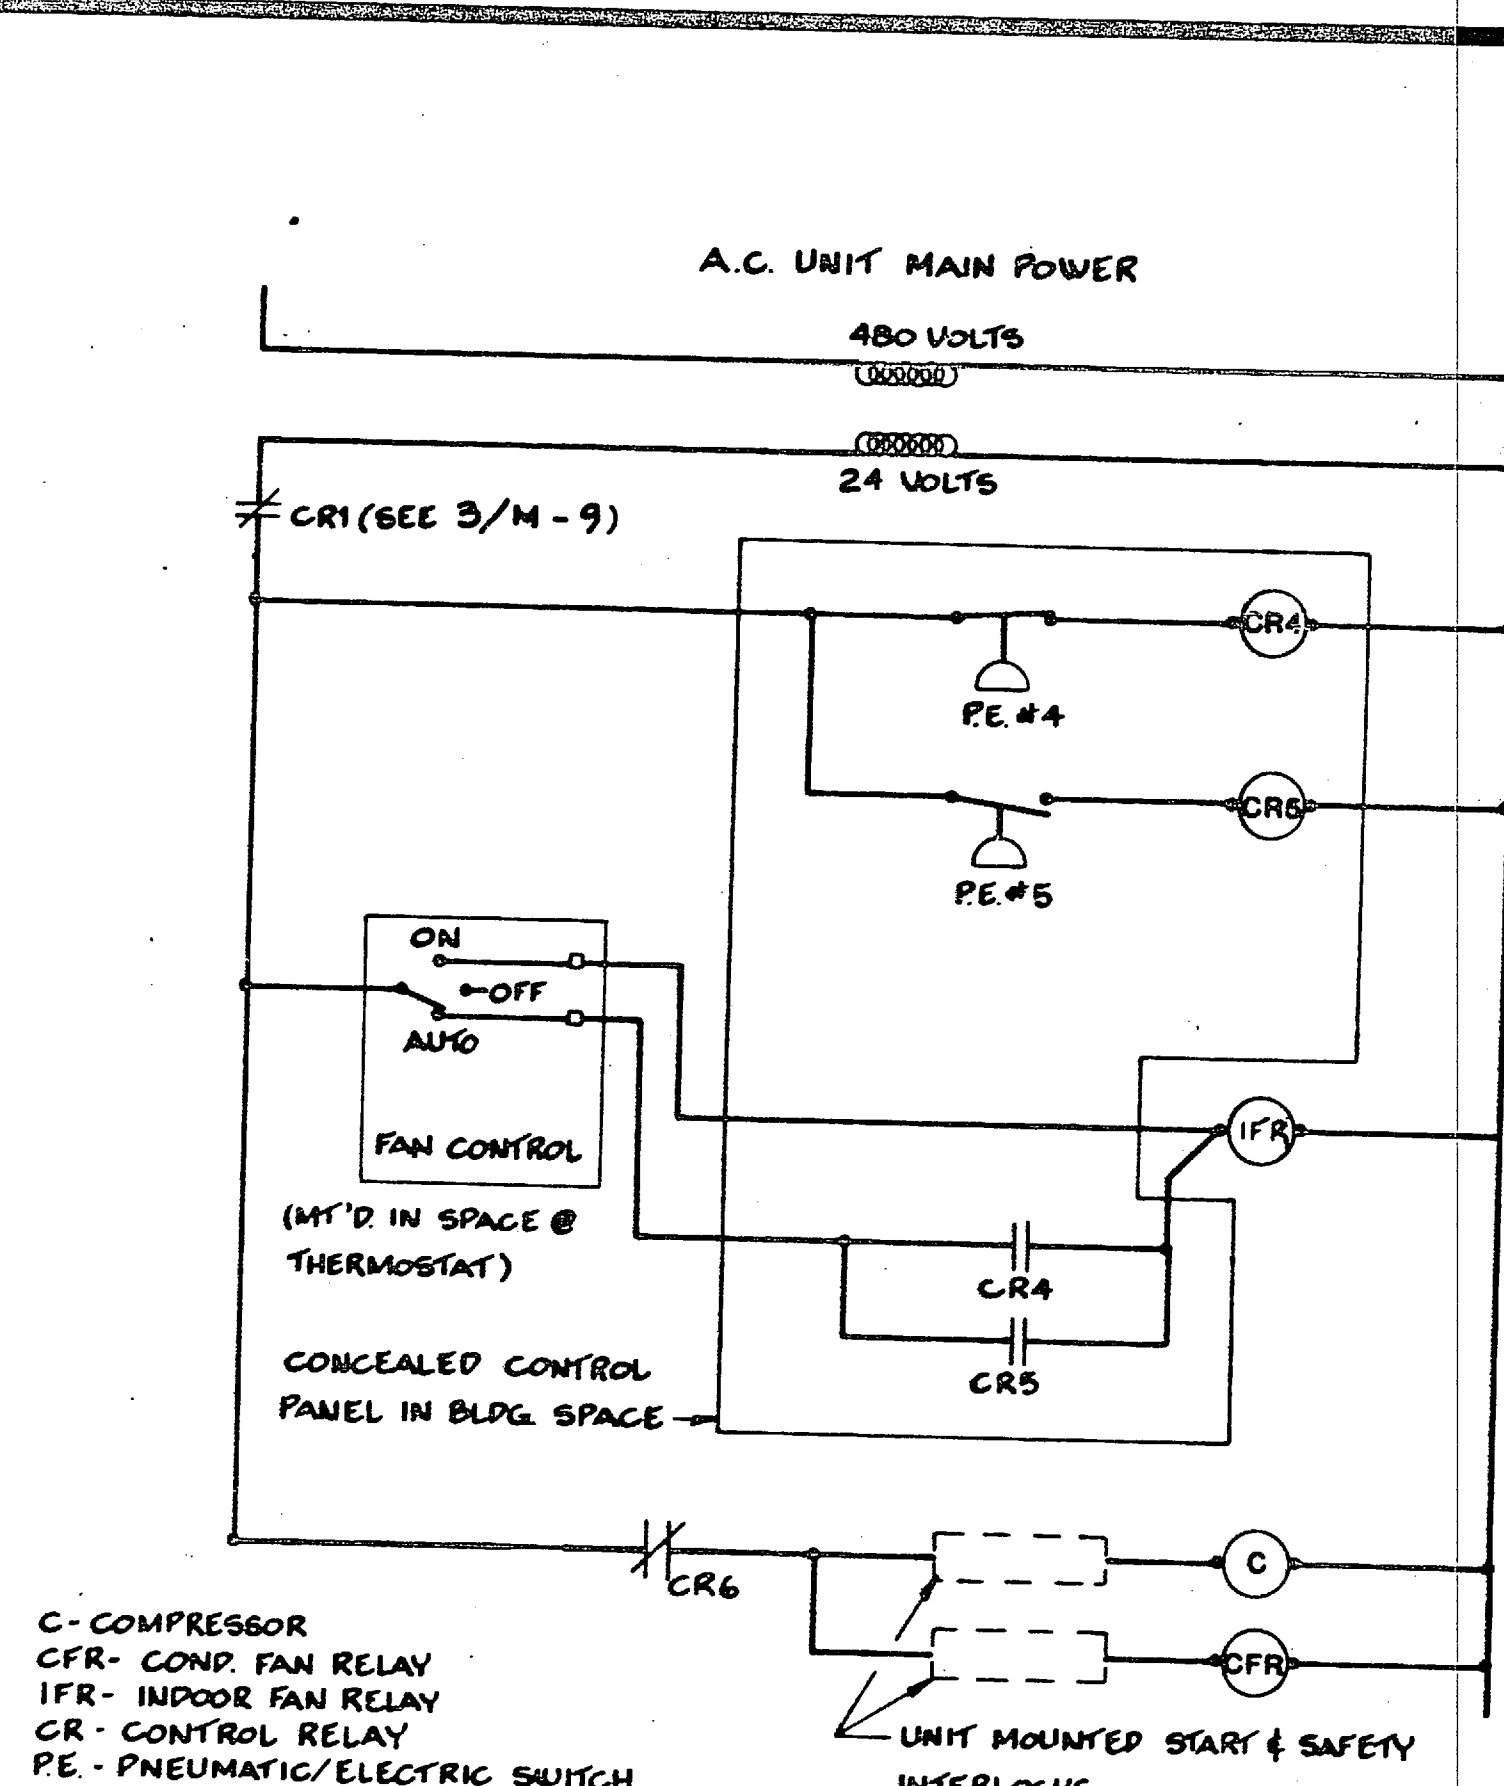 A.C. UNIT MAIN POWER
480 VOLTS
24 VOLTS
CR1 (SEE 3/M-9)
CR4
P.E. #4
CR5
P.E. #5
ON
OFF
AUTO
FAN CONTROL
IFR
(MT'D. IN SPACE @
THERMOSTAT)
CR4
CR5
CONCEALED CONTROL
PANEL IN BLDG SPACE
CR6
C
CFR
C - COMPRESSOR
CFR - COND. FAN RELAY
IFR - INDOOR FAN RELAY
CR - CONTROL RELAY
P.E. - PNEUMATIC/ELECTRIC SWITCH
UNIT MOUNTED START & SAFETY